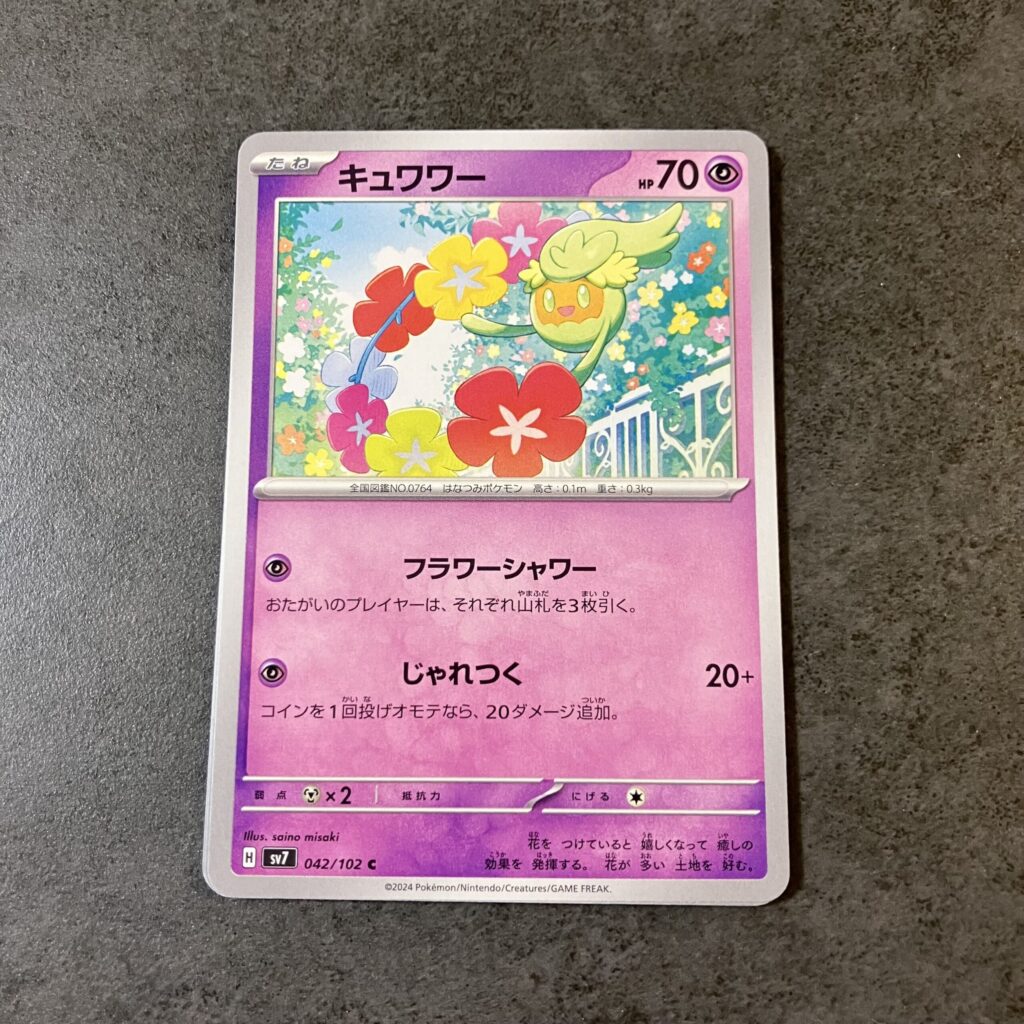 たね キュワワー HP70
全国図鑑NO.0764 はなつみポケモン 高さ：0.1m 重さ：0.3kg
フラワーシャワー
おたがいのプレイヤーは、それぞれ山札を3枚引く。
じゃれつく 20+
コインを1回投げオモテなら、20ダメージ追加。
弱点 ×2 抵抗力 にげる
Illus. saino misaki
花を つけていると 嬉しくなって 癒しの
効果を 発揮する。 花が 多い 土地を 好む。
H sv7 042/102 C
©2024 Pokémon/Nintendo/Creatures/GAME FREAK.